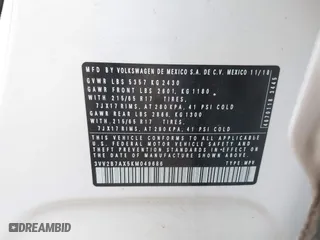 MFD BY VOLKSWAGEN DE MEXICO S.A. DE C.V. MEXICO 11/18
GVWR LBS 5357 KG 2430
GAWR FRONT LBS 2601, KG 1180
WITH 215/65 R17 TIRES,
7JX17 RIMS, AT 280 KPA, 41 PSI COLD
GAWR REAR LBS 2866, KG 1300
WITH 215/65 R17 TIRES,
7JX17 RIMS, AT 280 KPA, 41 PSI COLD
THIS VEHICLE CONFORMS TO ALL APPLICABLE
U.S. FEDERAL MOTOR VEHICLE SAFETY AND
THEFT PREVENTION STANDARDS IN EFFECT ON
THE DATE OF MANUFACTURE SHOWN ABOVE.
TYPE: MPV
RIDESAFELY.COM